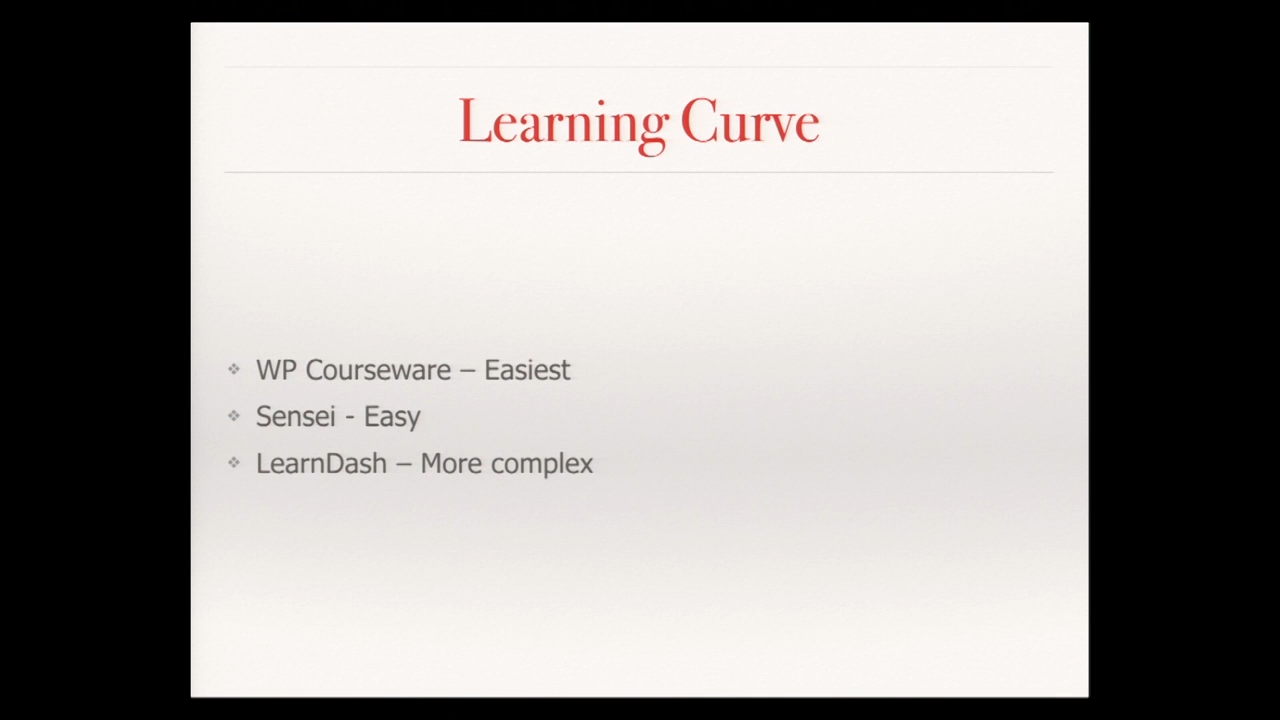 Learning Curve
WP Courseware – Easiest
Sensei - Easy
LearnDash – More complex